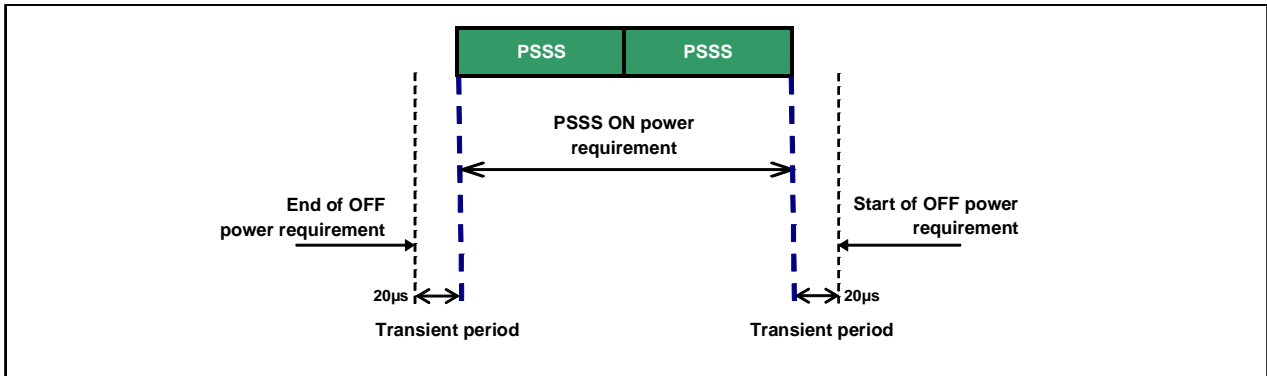 PSSS PSSS
PSSS ON power
requirement
End of OFF
power requirement
Start of OFF power
requirement
20µs
20µs
Transient period
Transient period